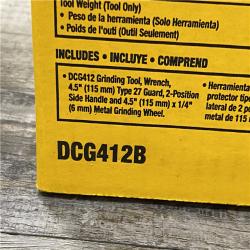 Tool Weight (Tool Only)
• Peso de la herramienta (Solo Herramienta)
• Poids de l'outil (Outil Seulement)
INCLUDES • INCLUYE • COMPREND
• DCG412 Grinding Tool, Wrench,
4.5" (115 mm) Type 27 Guard, 2-Position
Side Handle and 4.5" (115 mm) x 1/4"
(6 mm) Metal Grinding Wheel.
• Herramienta
protector tipo
lateral de 2 po
metal de 115
DCG412B